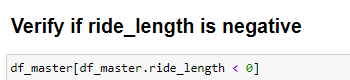 Verify if ride_length is negative
df_master[df_master.ride_length < 0]